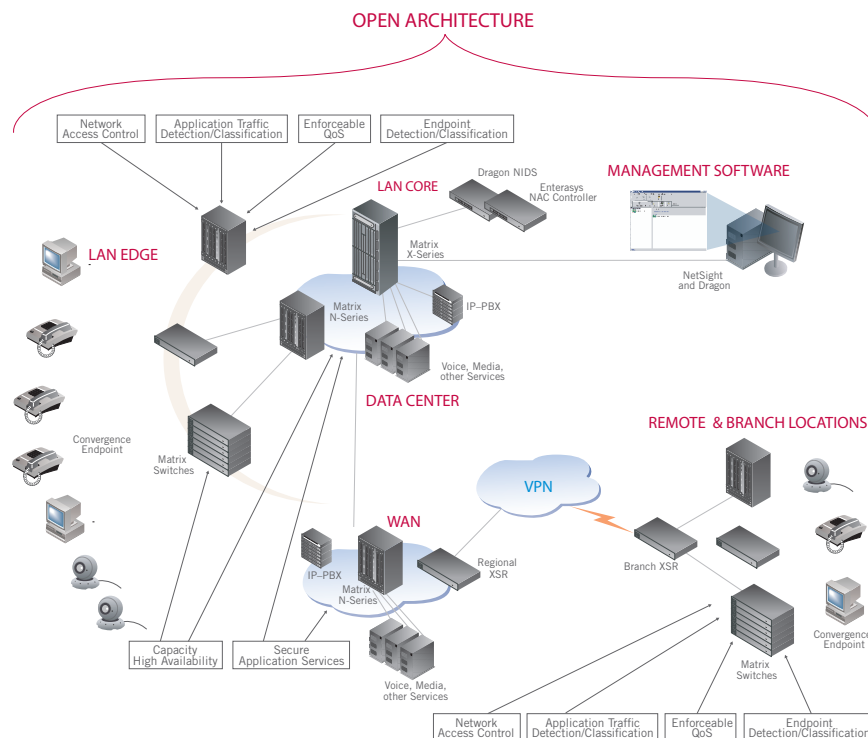 OPEN ARCHITECTURE
Network
Access Control
Application Traffic
Detection/Classification
Enforceable
QoS
Endpoint
Detection/Classification
Dragon NIDS
Enterasys
NAC Controller
LAN CORE
MANAGEMENT SOFTWARE
LAN EDGE
Matrix
X-Series
NetSight
and Dragon
Matrix
N-Series
IP–PBX
Voice, Media,
other Services
DATA CENTER
REMOTE & BRANCH LOCATIONS
Convergence
Endpoint
Matrix
Switches
VPN
WAN
IP–PBX
Matrix
N-Series
Regional
XSR
Branch XSR
Convergence
Endpoint
Capacity
High Availability
Secure
Application Services
Matrix
Switches
Voice, Media,
other Services
Network
Access Control
Application Traffic
Detection/Classification
Enforceable
QoS
Endpoint
Detection/Classification